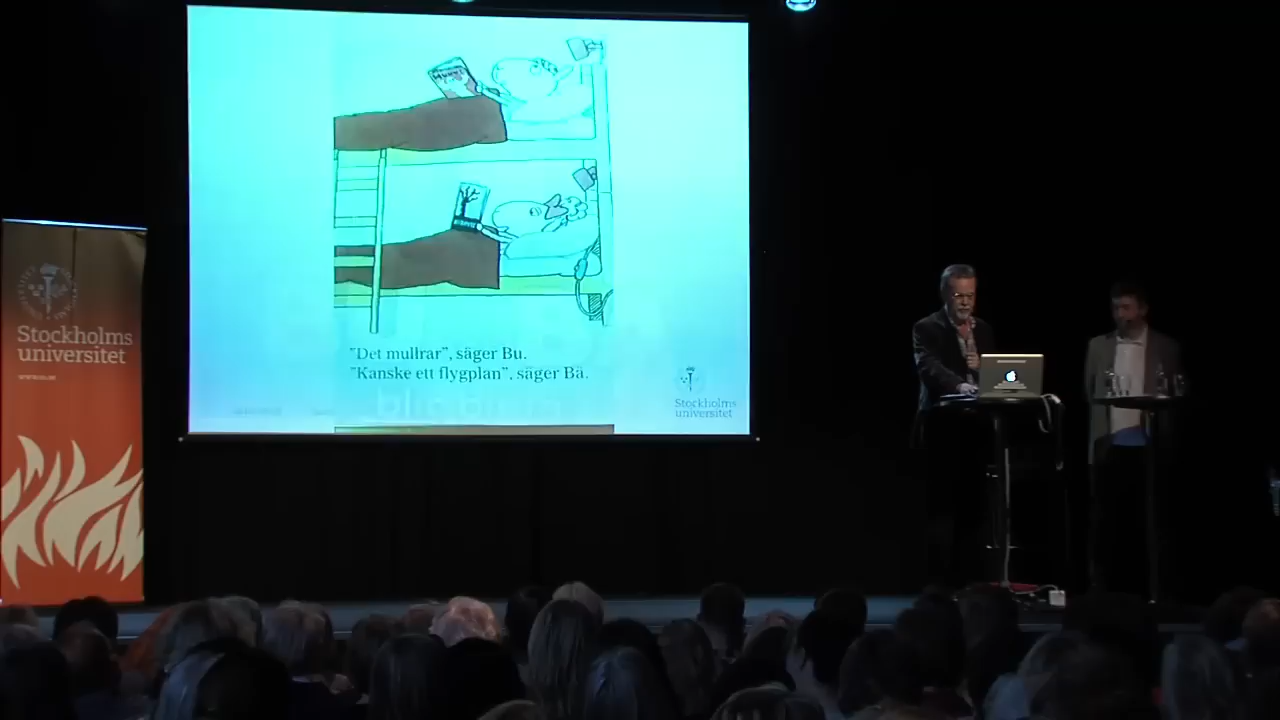 "Det mullrar", säger Bu.
"Kanske ett flygplan", säger Bä.
Stockholms
universitet
Stockholms
universitet